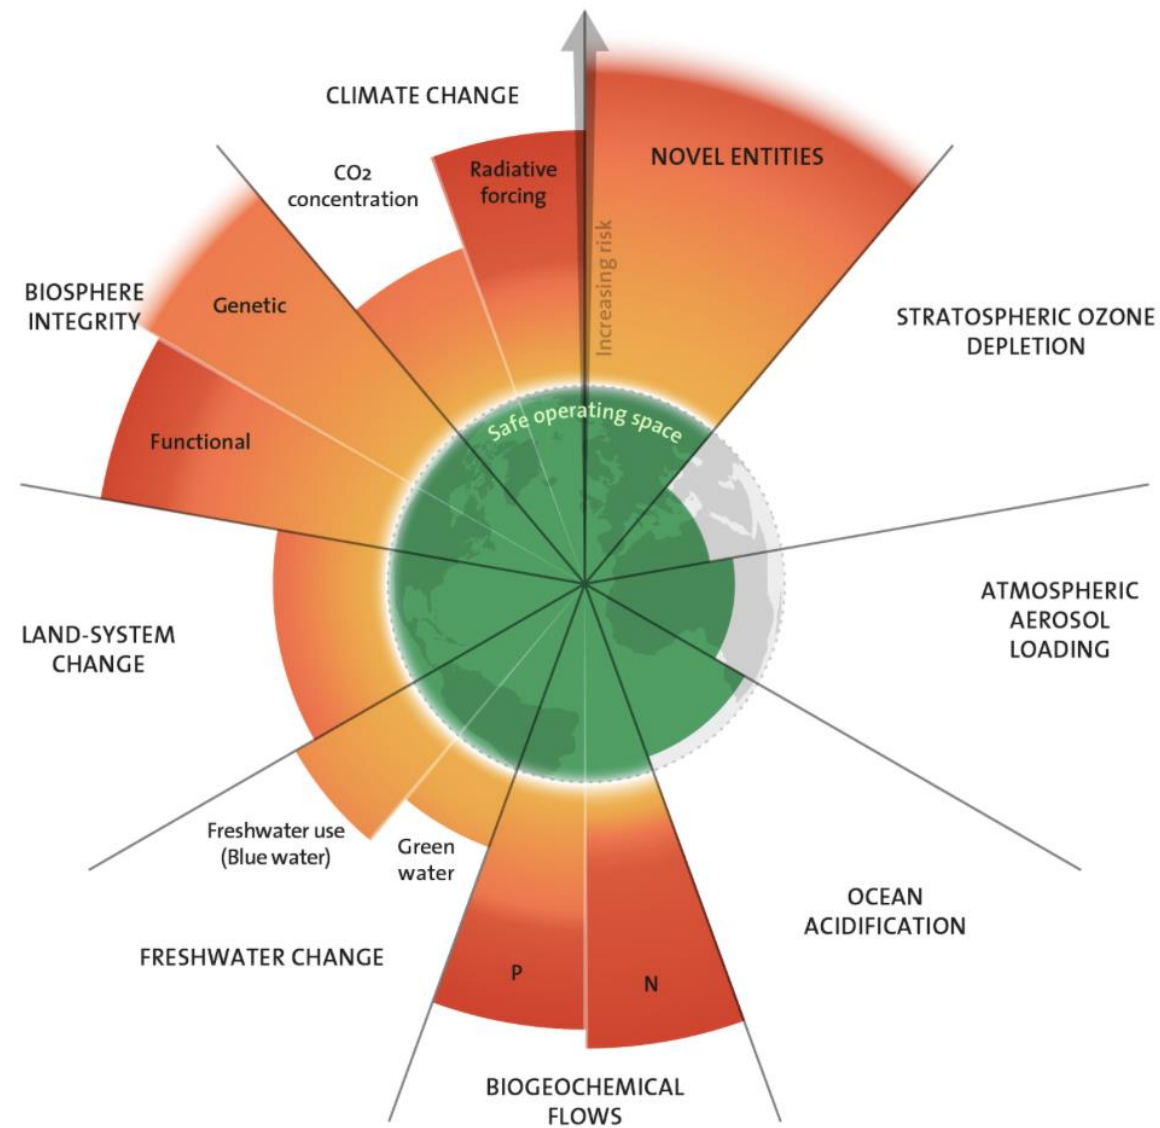 CLIMATE CHANGE
CO2
concentration
Radiative
forcing
NOVEL ENTITIES
Increasing risk
BIOSPHERE
INTEGRITY
Genetic
Functional
STRATOSPHERIC OZONE
DEPLETION
Safe operating space
ATMOSPHERIC
AEROSOL
LOADING
LAND-SYSTEM
CHANGE
Freshwater use
(Blue water)
Green
water
FRESHWATER CHANGE
OCEAN
ACIDIFICATION
P
N
BIOGEOCHEMICAL
FLOWS